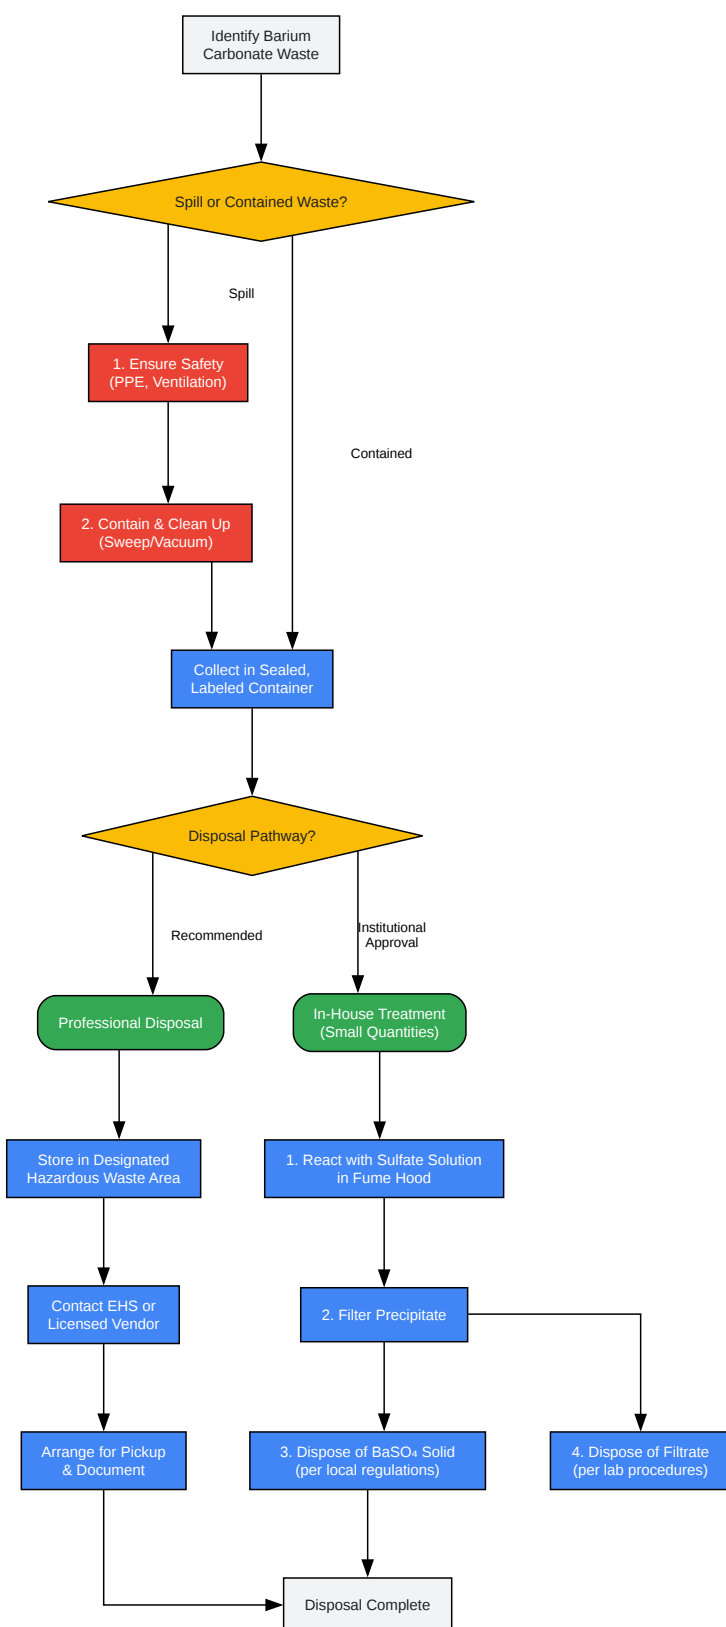 Identify Barium
Carbonate Waste
Spill or Contained Waste?
Spill
1. Ensure Safety
(PPE, Ventilation)
Contained
2. Contain & Clean Up
(Sweep/Vacuum)
Collect in Sealed,
Labeled Container
Disposal Pathway?
Recommended
Institutional
Approval
Professional Disposal
In-House Treatment
(Small Quantities)
Store in Designated
Hazardous Waste Area
1. React with Sulfate Solution
in Fume Hood
Contact EHS or
Licensed Vendor
2. Filter Precipitate
Arrange for Pickup
& Document
3. Dispose of BaSO₄ Solid
(per local regulations)
4. Dispose of Filtrate
(per lab procedures)
Disposal Complete